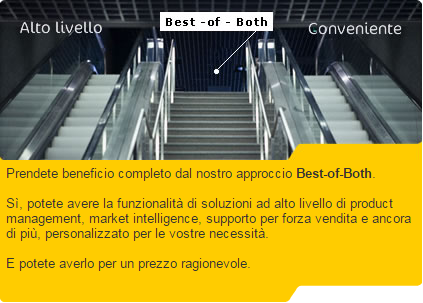 Alto livello
Best -of - Both
Conveniente
Prendete beneficio completo dal nostro approccio Best-of-Both.
Sì, potete avere la funzionalità di soluzioni ad alto livello di product
management, market intelligence, supporto per forza vendita e ancora
di più, personalizzato per le vostre necessità.
E potete averlo per un prezzo ragionevole.